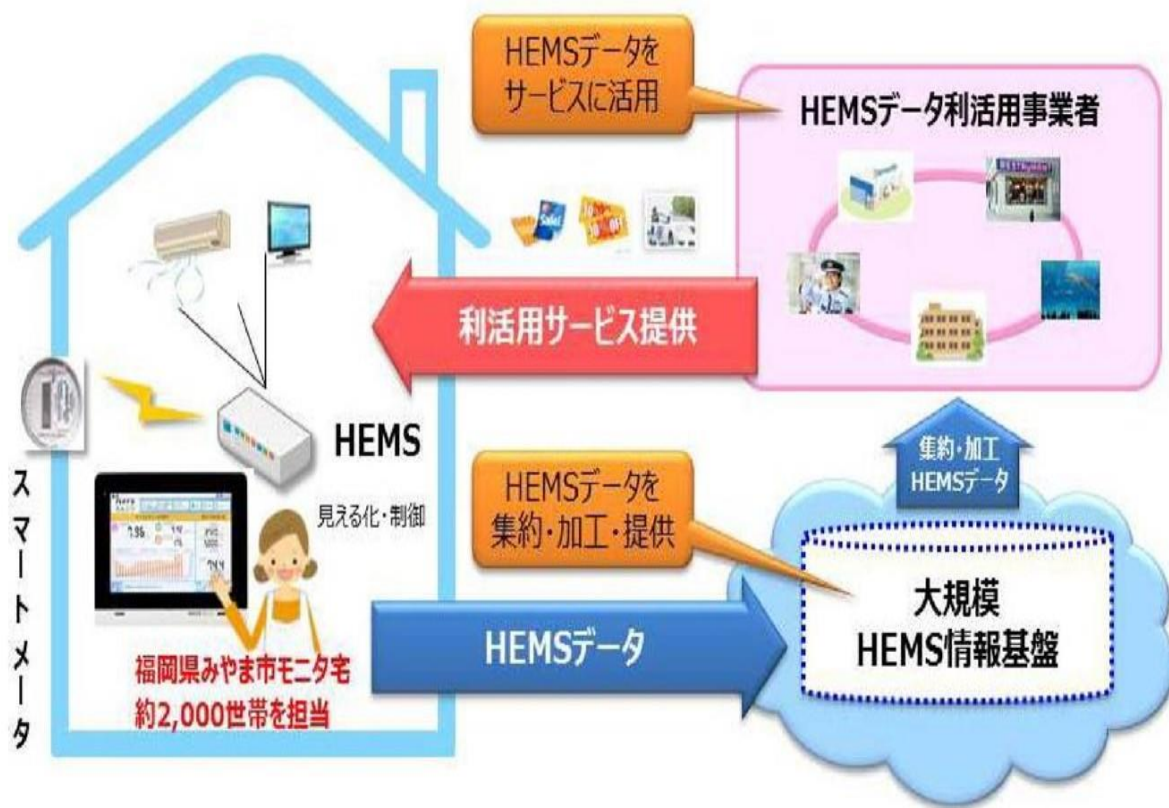 HEMSデータを
サービスに活用
HEMSデータ利活用事業者
利活用サービス提供
スマートメータ
HEMS
見える化・制御
HEMSデータを
集約・加工・提供
集約・加工
HEMSデータ
大規模
HEMS情報基盤
HEMSデータ
福岡県みやま市モニタ宅
約2,000世帯を担当